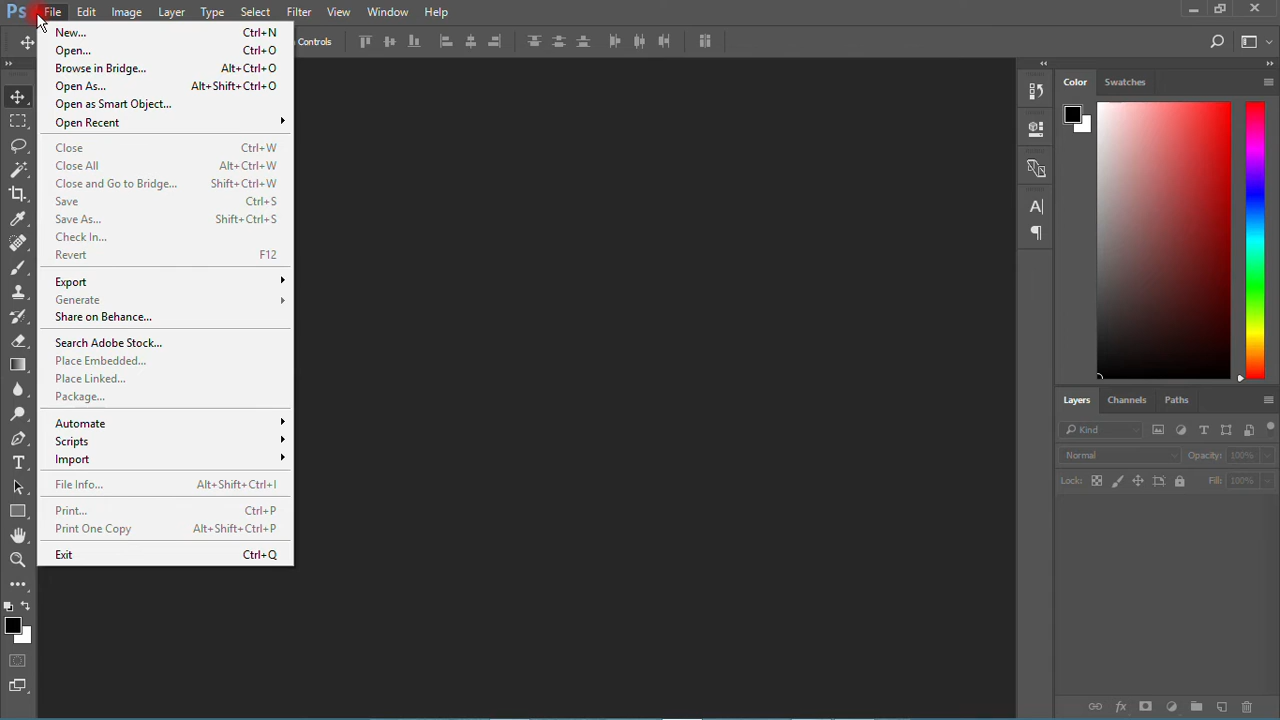 Ps File Edit Image Layer Type Select Filter View Window Help
New... Ctrl+N
Controls
Open... Ctrl+O
Browse in Bridge... Alt+Ctrl+O
Open As... Alt+Shift+Ctrl+O
Open as Smart Object...
Open Recent
Close Ctrl+W
Close All Alt+Ctrl+W
Close and Go to Bridge... Shift+Ctrl+W
Save Ctrl+S
Save As... Shift+Ctrl+S
Check In...
Revert F12
Export
Generate
Share on Behance...
Search Adobe Stock...
Place Embedded...
Place Linked...
Package...
Automate
Scripts
Import
File Info... Alt+Shift+Ctrl+I
Print... Ctrl+P
Print One Copy Alt+Shift+Ctrl+P
Exit Ctrl+Q
Color Swatches
Layers Channels Paths
Kind
Normal Opacity: 100%
Lock: Fill: 100%